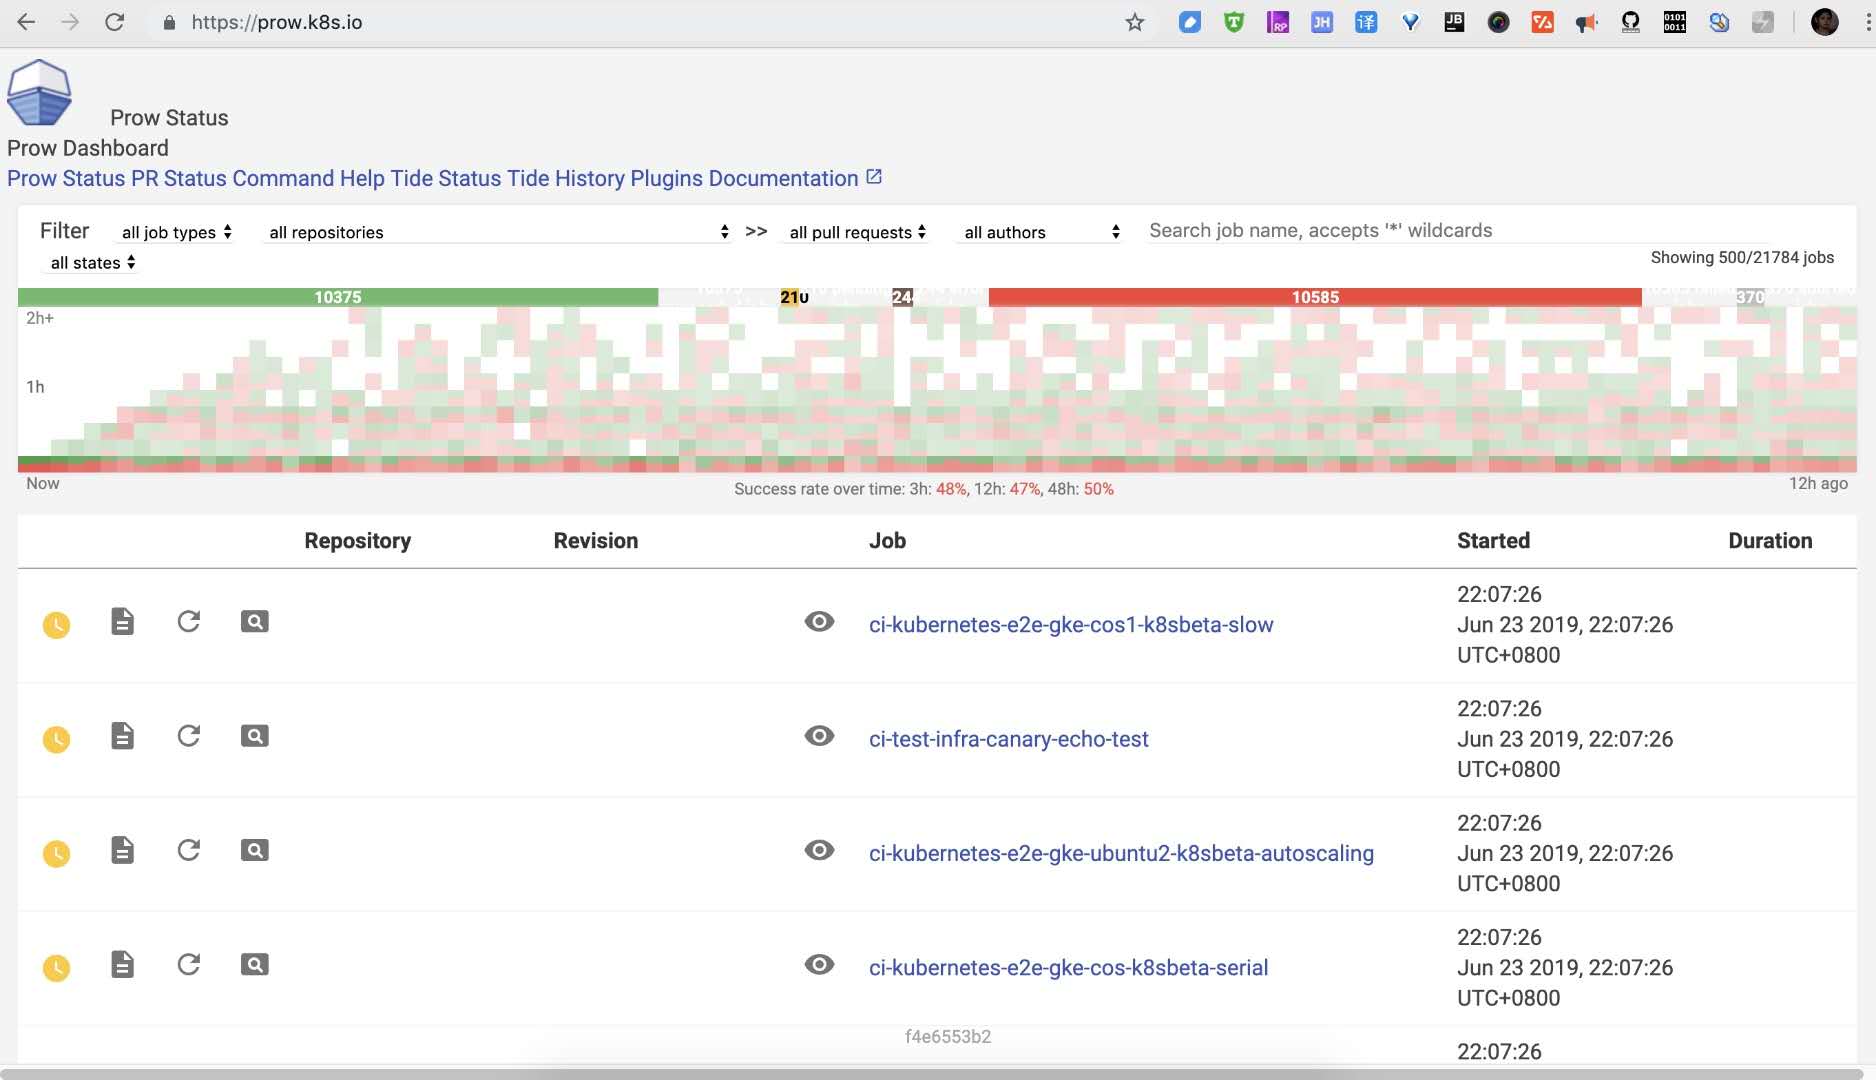 https://prow.k8s.io
Prow Status
Prow Dashboard
Prow Status PR Status Command Help Tide Status Tide History Plugins Documentation
Filter all job types all repositories >> all pull requests all authors Search job name, accepts '*' wildcards
all states Showing 500/21784 jobs
10375 210 244 10585 370
2h+
1h
Now 12h ago
Success rate over time: 3h: 48%, 12h: 47%, 48h: 50%
Repository Revision Job Started Duration
22:07:26
ci-kubernetes-e2e-gke-cos1-k8sbeta-slow Jun 23 2019, 22:07:26
UTC+0800
22:07:26
ci-test-infra-canary-echo-test Jun 23 2019, 22:07:26
UTC+0800
22:07:26
ci-kubernetes-e2e-gke-ubuntu2-k8sbeta-autoscaling Jun 23 2019, 22:07:26
UTC+0800
22:07:26
ci-kubernetes-e2e-gke-cos-k8sbeta-serial Jun 23 2019, 22:07:26
UTC+0800
f4e6553b2
22:07:26